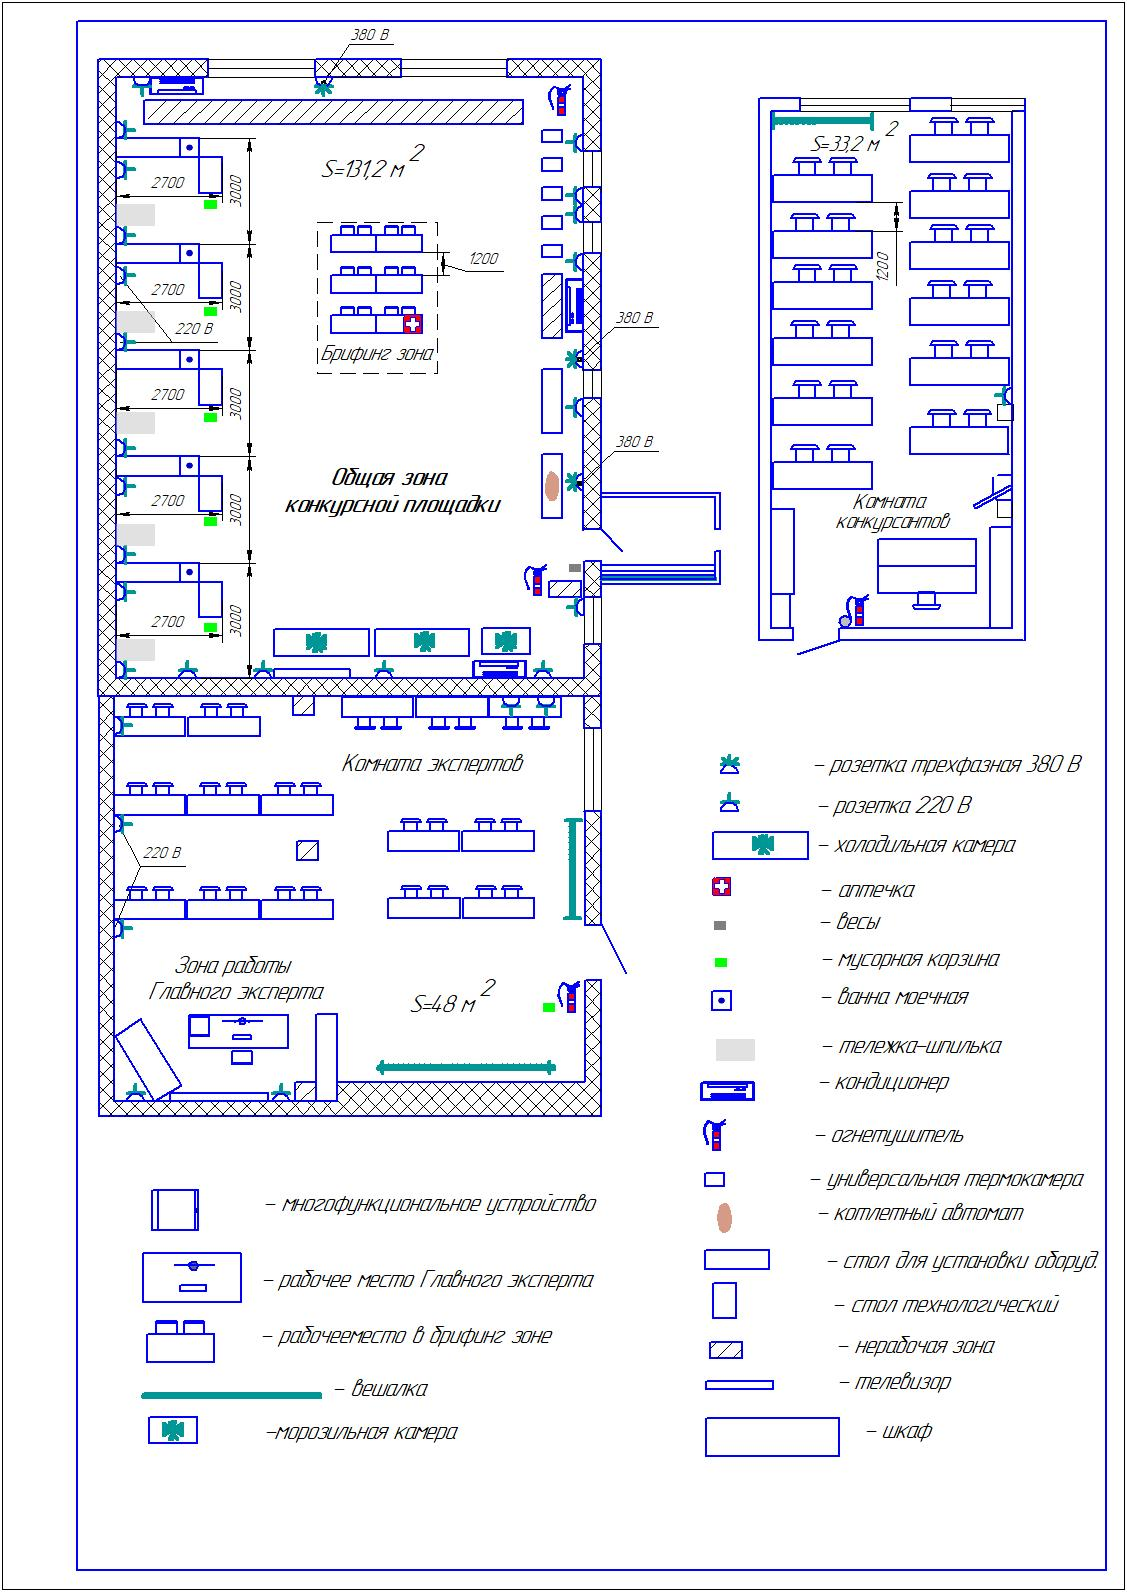 380 В
S=131,2 м 2
S=33,2 м 2
2700
3000
1200
1200
2700
3000
220 В
380 В
Брифинг зона
2700
3000
380 В
Общая зона
конкурсной площадки
2700
3000
Комната
конкурсантов
2700
3000
Комната экспертов
220 В
Зона работы
Главного эксперта
S=48 м 2
– розетка трехфазная 380 В
– розетка 220 В
– холодильная камера
– аптечка
– весы
– мусорная корзина
– ванна моечная
– тележка-шпилька
– кондиционер
– огнетушитель
– универсальная термокамера
– котлетный автомат
– стол для установки оборуд.
– стол технологический
– нерабочая зона
– телевизор
– шкаф
– многофункциональное устройство
– рабочее место Главного эксперта
– рабочееместо в брифинг зоне
– вешалка
–морозильная камера